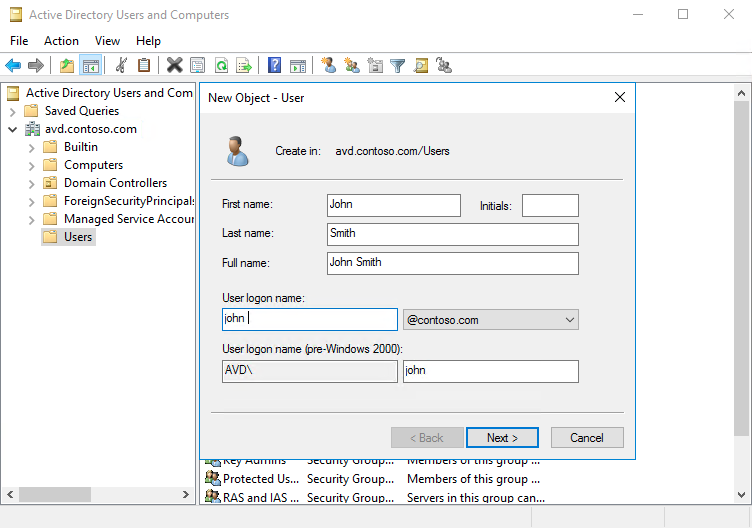 Active Directory Users and Computers
File Action View Help
Active Directory Users and Com
Saved Queries
avd.contoso.com
Builtin
Computers
Domain Controllers
ForeignSecurityPrincipals
Managed Service Accour
Users
New Object - User
Create in: avd.contoso.com/Users
First name: John Initials:
Last name: Smith
Full name: John Smith
User logon name:
john @contoso.com
User logon name (pre-Windows 2000):
AVD\ john
< Back Next > Cancel
Key Admins Security Group... Members of this group ...
Protected Us... Security Group... Members of this group ...
RAS and IAS ... Security Group... Servers in this group can...